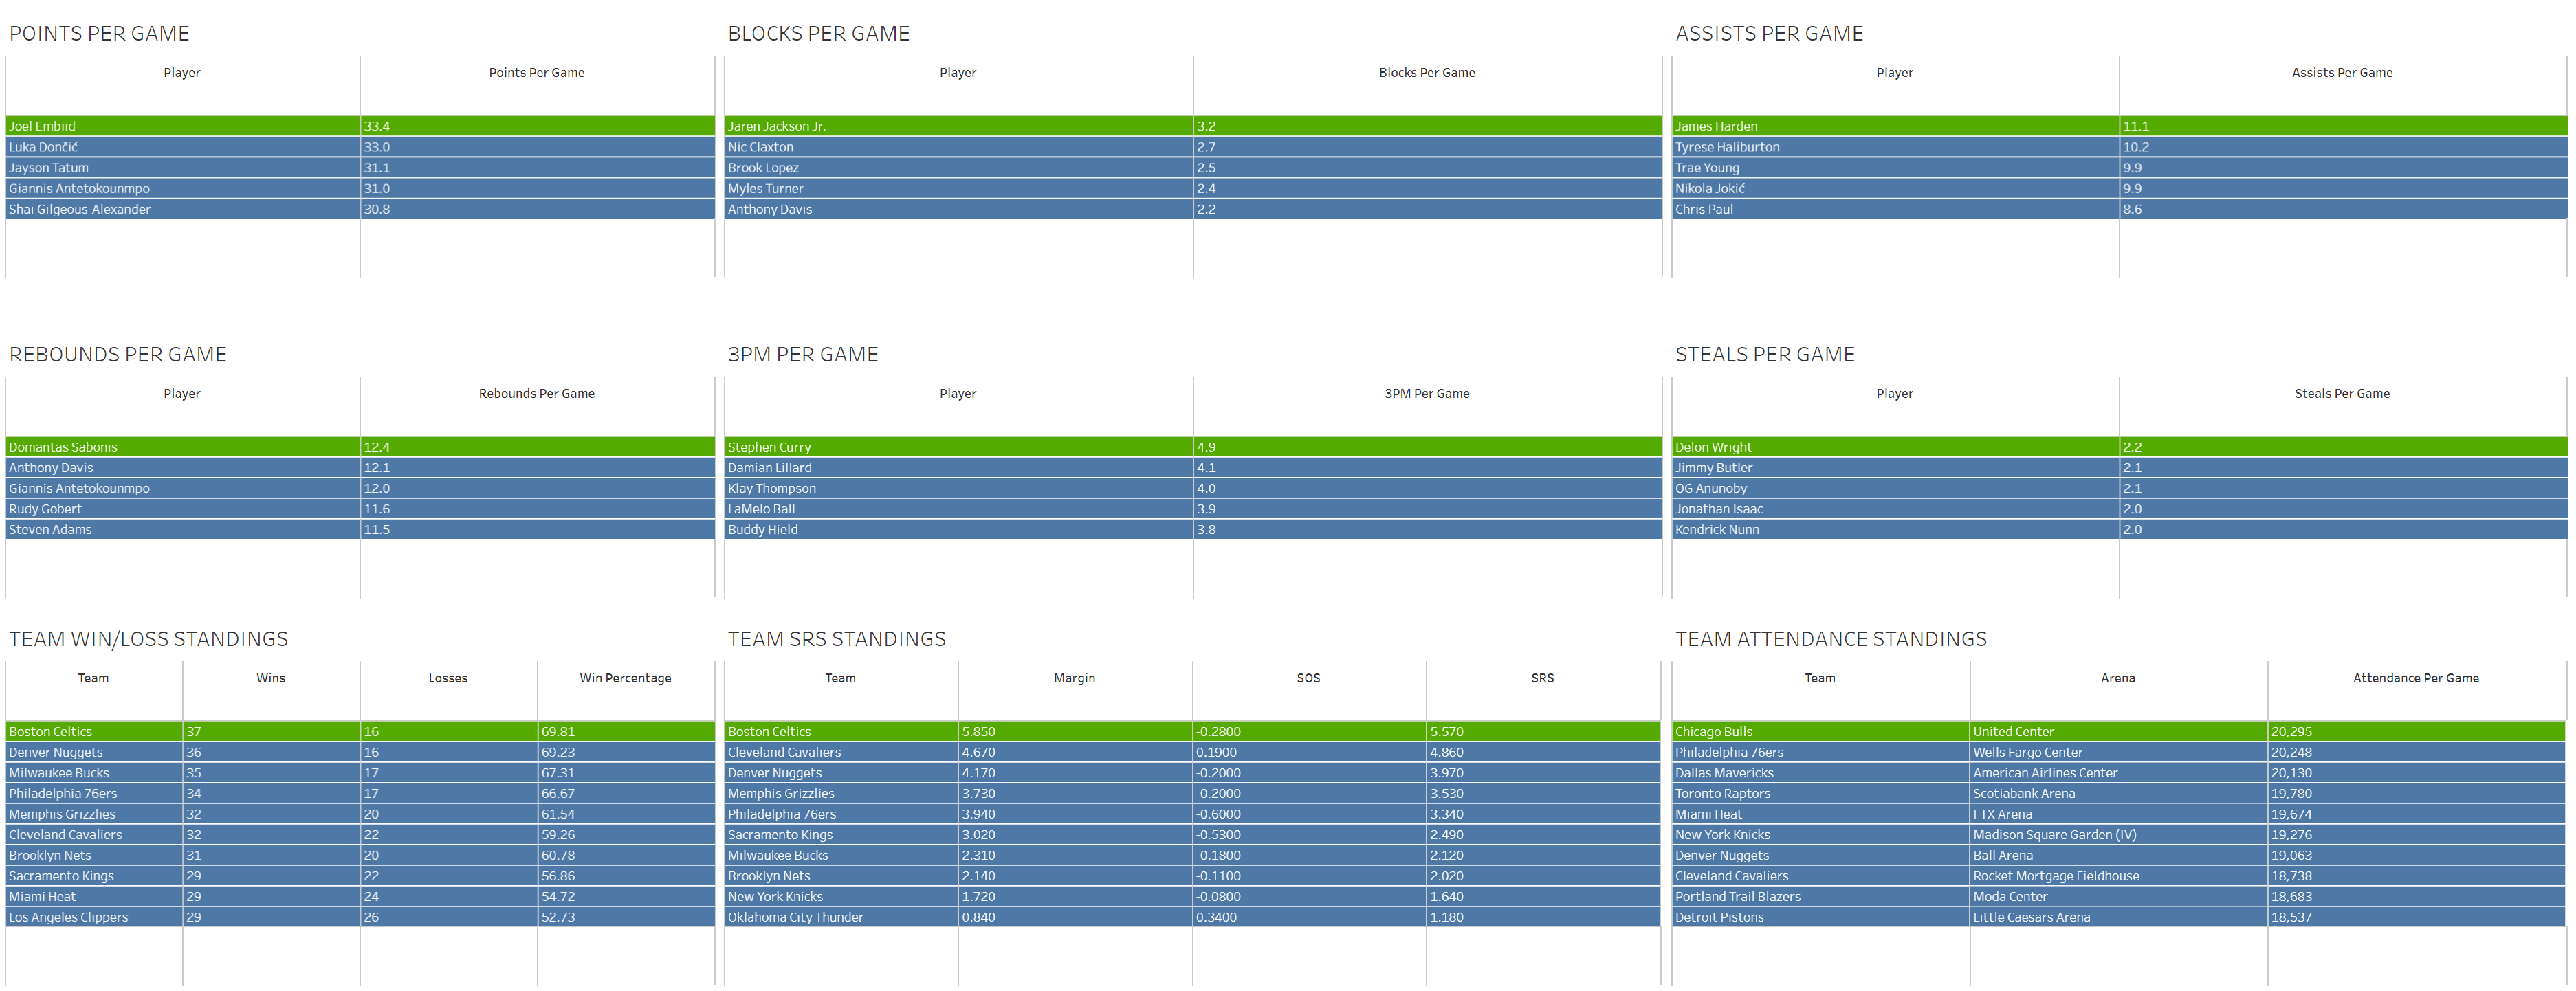 POINTS PER GAME
Player Points Per Game
Joel Embiid 33.4
Luka Dončić 33.0
Jayson Tatum 31.1
Giannis Antetokounmpo 31.0
Shai Gilgeous-Alexander 30.8
BLOCKS PER GAME
Player Blocks Per Game
Jaren Jackson Jr. 3.2
Nic Claxton 2.7
Brook Lopez 2.5
Myles Turner 2.4
Anthony Davis 2.2
ASSISTS PER GAME
Player Assists Per Game
James Harden 11.1
Tyrese Haliburton 10.2
Trae Young 9.9
Nikola Jokić 9.9
Chris Paul 8.6
REBOUNDS PER GAME
Player Rebounds Per Game
Domantas Sabonis 12.4
Anthony Davis 12.1
Giannis Antetokounmpo 12.0
Rudy Gobert 11.6
Steven Adams 11.5
3PM PER GAME
Player 3PM Per Game
Stephen Curry 4.9
Damian Lillard 4.1
Klay Thompson 4.0
LaMelo Ball 3.9
Buddy Hield 3.8
STEALS PER GAME
Player Steals Per Game
Delon Wright 2.2
Jimmy Butler 2.1
OG Anunoby 2.1
Jonathan Isaac 2.0
Kendrick Nunn 2.0
TEAM WIN/LOSS STANDINGS
Team Wins Losses Win Percentage
Boston Celtics 37 16 69.81
Denver Nuggets 36 16 69.23
Milwaukee Bucks 35 17 67.31
Philadelphia 76ers 34 17 66.67
Memphis Grizzlies 32 20 61.54
Cleveland Cavaliers 32 22 59.26
Brooklyn Nets 31 20 60.78
Sacramento Kings 29 22 56.86
Miami Heat 29 24 54.72
Los Angeles Clippers 29 26 52.73
TEAM SRS STANDINGS
Team Margin SOS SRS
Boston Celtics 5.850 -0.2800 5.570
Cleveland Cavaliers 4.670 0.1900 4.860
Denver Nuggets 4.170 -0.2000 3.970
Memphis Grizzlies 3.730 -0.2000 3.530
Philadelphia 76ers 3.940 -0.6000 3.340
Sacramento Kings 3.020 -0.5300 2.490
Milwaukee Bucks 2.310 -0.1800 2.120
Brooklyn Nets 2.140 -0.1100 2.020
New York Knicks 1.720 -0.0800 1.640
Oklahoma City Thunder 0.840 0.3400 1.180
TEAM ATTENDANCE STANDINGS
Team Arena Attendance Per Game
Chicago Bulls United Center 20,295
Philadelphia 76ers Wells Fargo Center 20,248
Dallas Mavericks American Airlines Center 20,130
Toronto Raptors Scotiabank Arena 19,780
Miami Heat FTX Arena 19,674
New York Knicks Madison Square Garden (IV) 19,276
Denver Nuggets Ball Arena 19,063
Cleveland Cavaliers Rocket Mortgage Fieldhouse 18,738
Portland Trail Blazers Moda Center 18,683
Detroit Pistons Little Caesars Arena 18,537